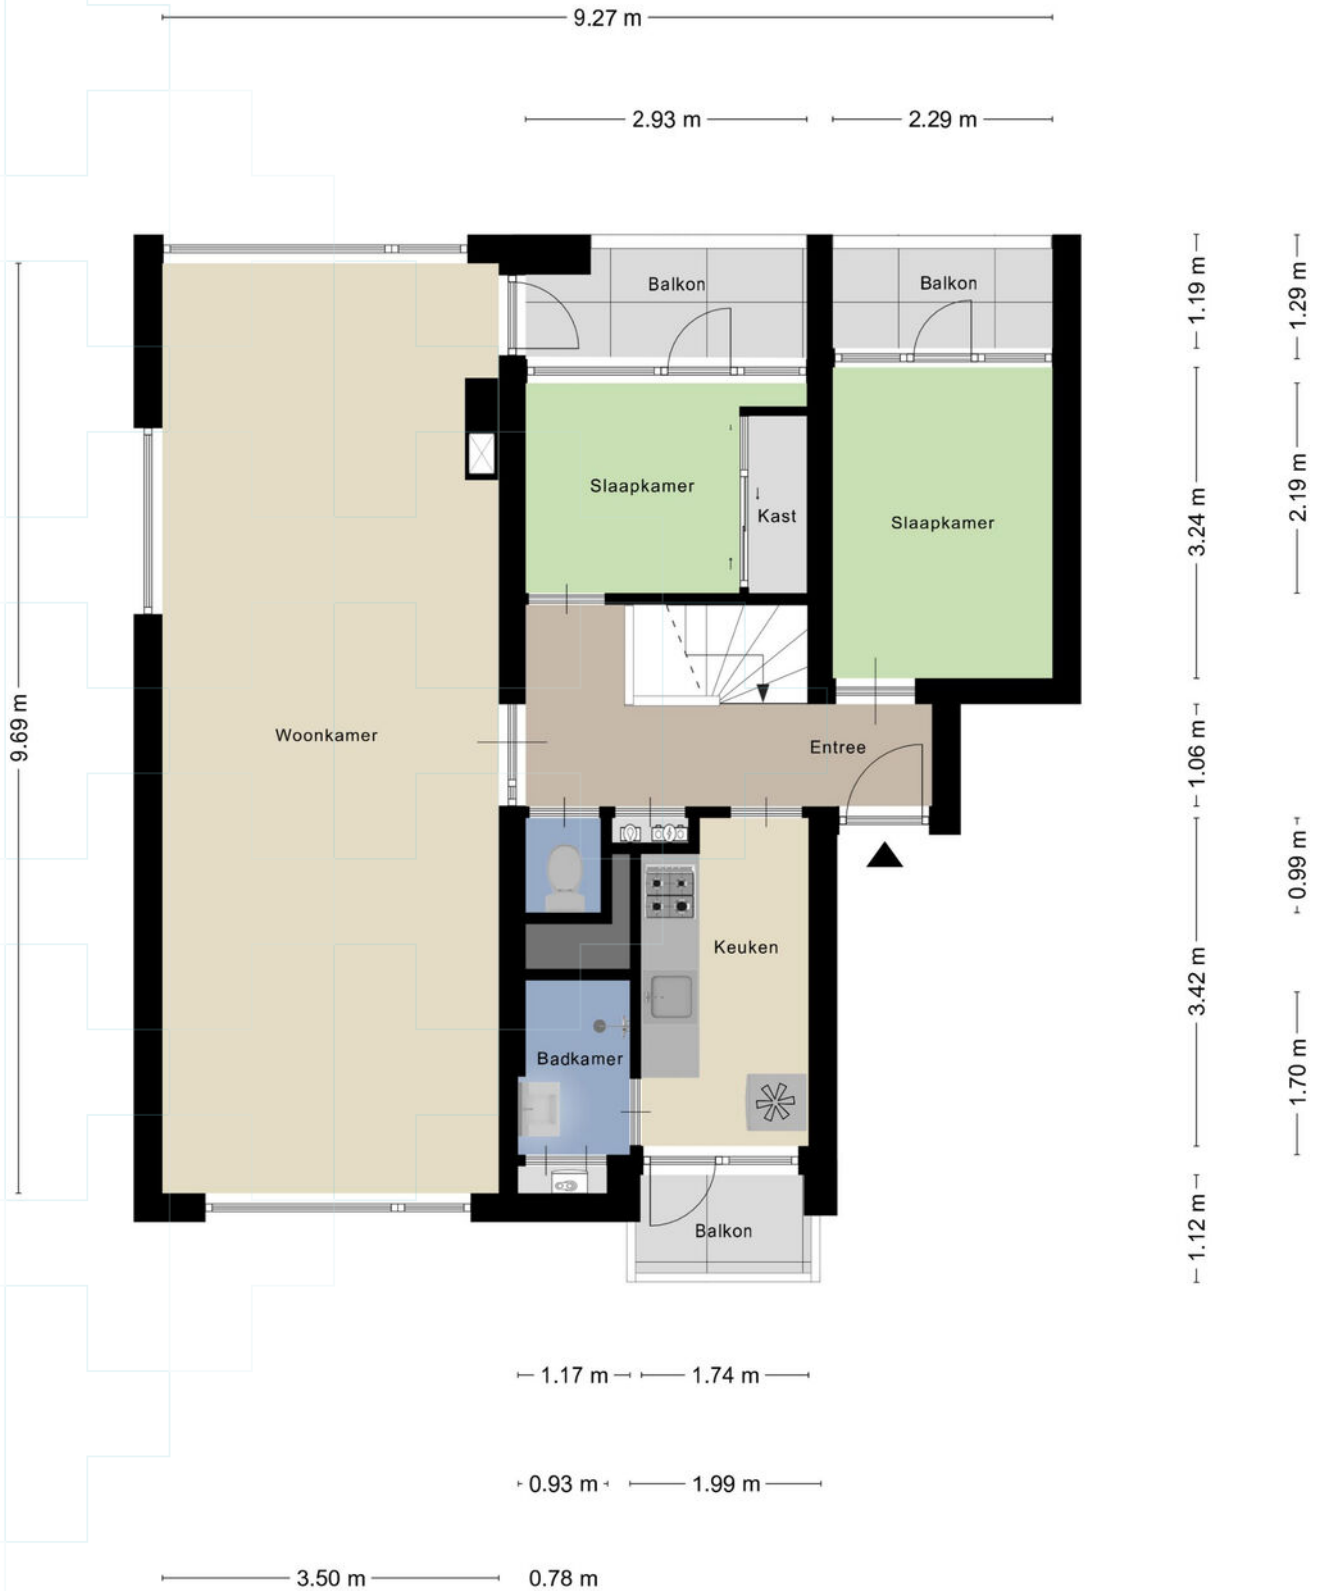 9.27 m
2.93 m
2.29 m
Balkon
Balkon
1.19 m
1.29 m
Slaapkamer
Kast
Slaapkamer
3.24 m
2.19 m
9.69 m
Woonkamer
Entree
1.06 m
0.99 m
Keuken
3.42 m
Badkamer
1.70 m
Balkon
1.12 m
1.17 m
1.74 m
0.93 m
1.99 m
3.50 m
0.78 m